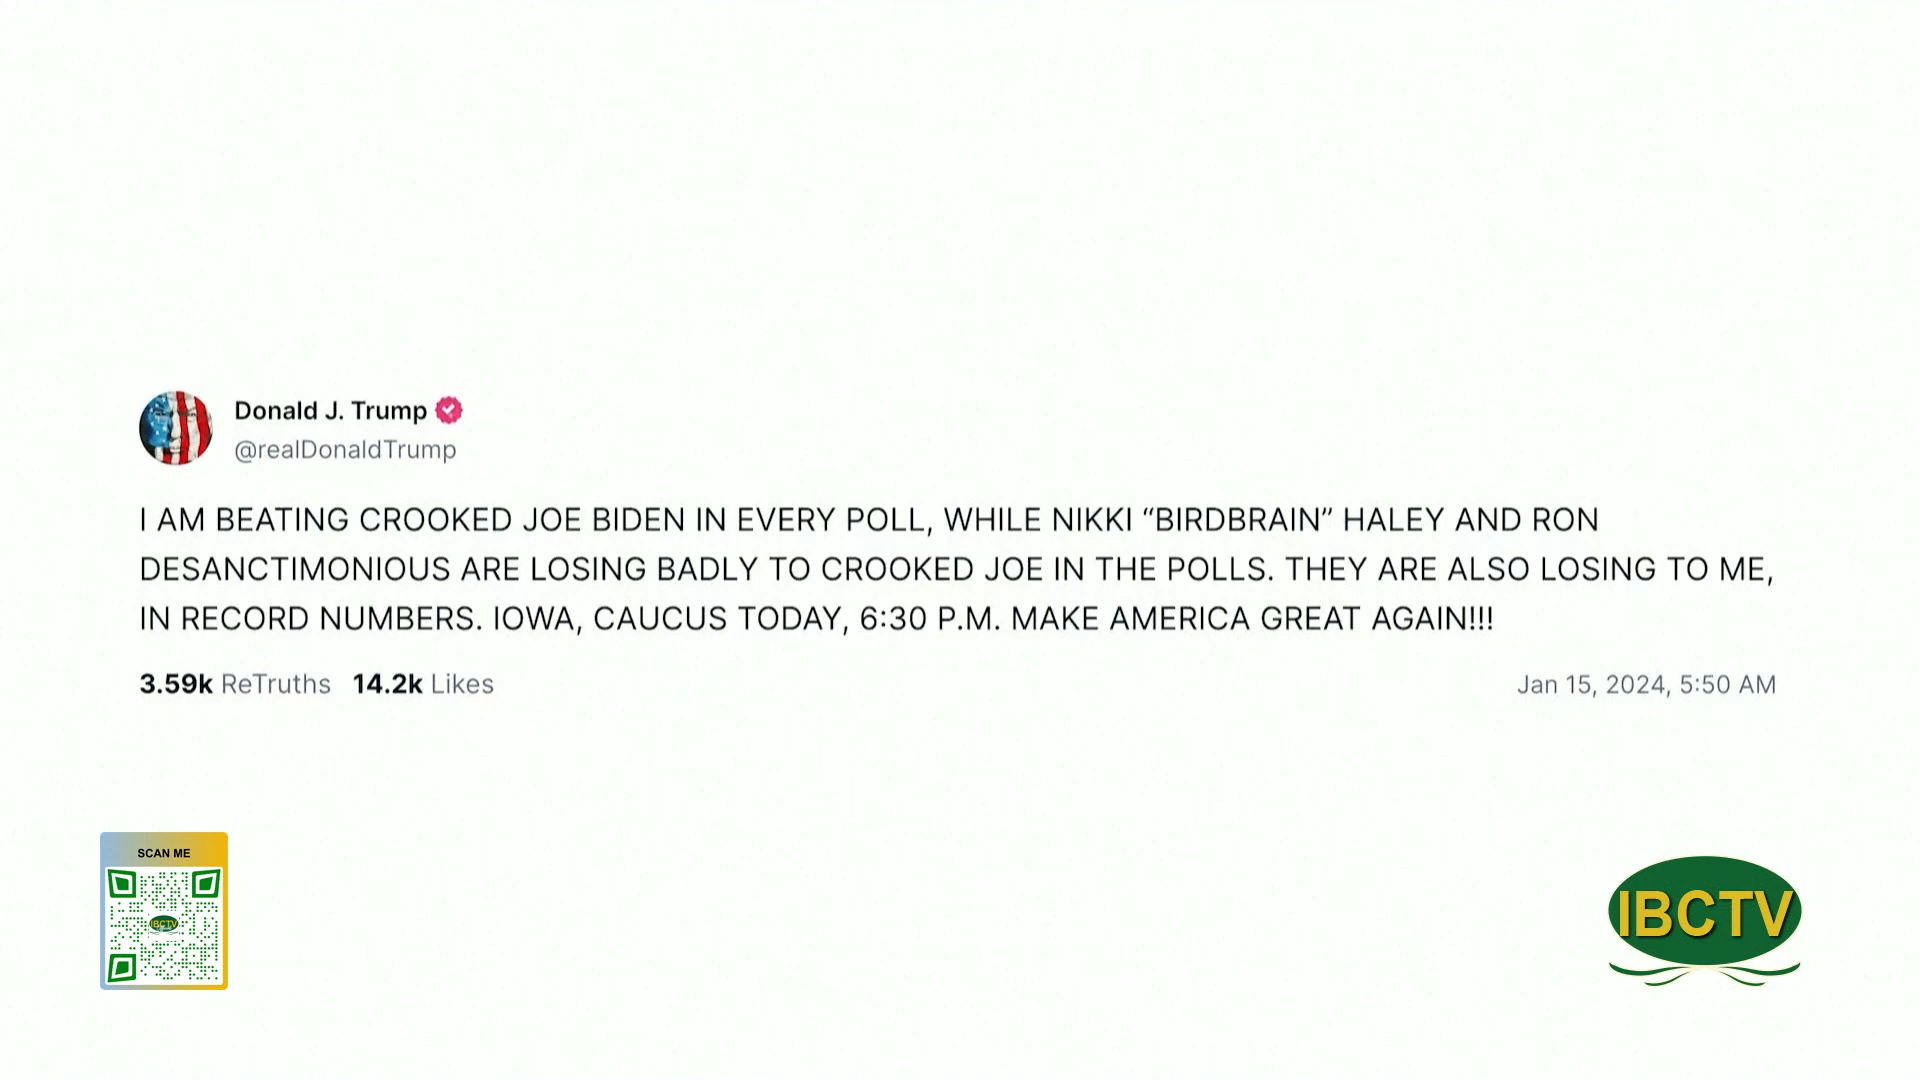 Donald J. Trump
@realDonaldTrump
I AM BEATING CROOKED JOE BIDEN IN EVERY POLL, WHILE NIKKI “BIRDBRAIN” HALEY AND RON
DESANCTIMONIOUS ARE LOSING BADLY TO CROOKED JOE IN THE POLLS. THEY ARE ALSO LOSING TO ME,
IN RECORD NUMBERS. IOWA, CAUCUS TODAY, 6:30 P.M. MAKE AMERICA GREAT AGAIN!!!
3.59k ReTruths 14.2k Likes
Jan 15, 2024, 5:50 AM
SCAN ME
IBCTV
IBCTV